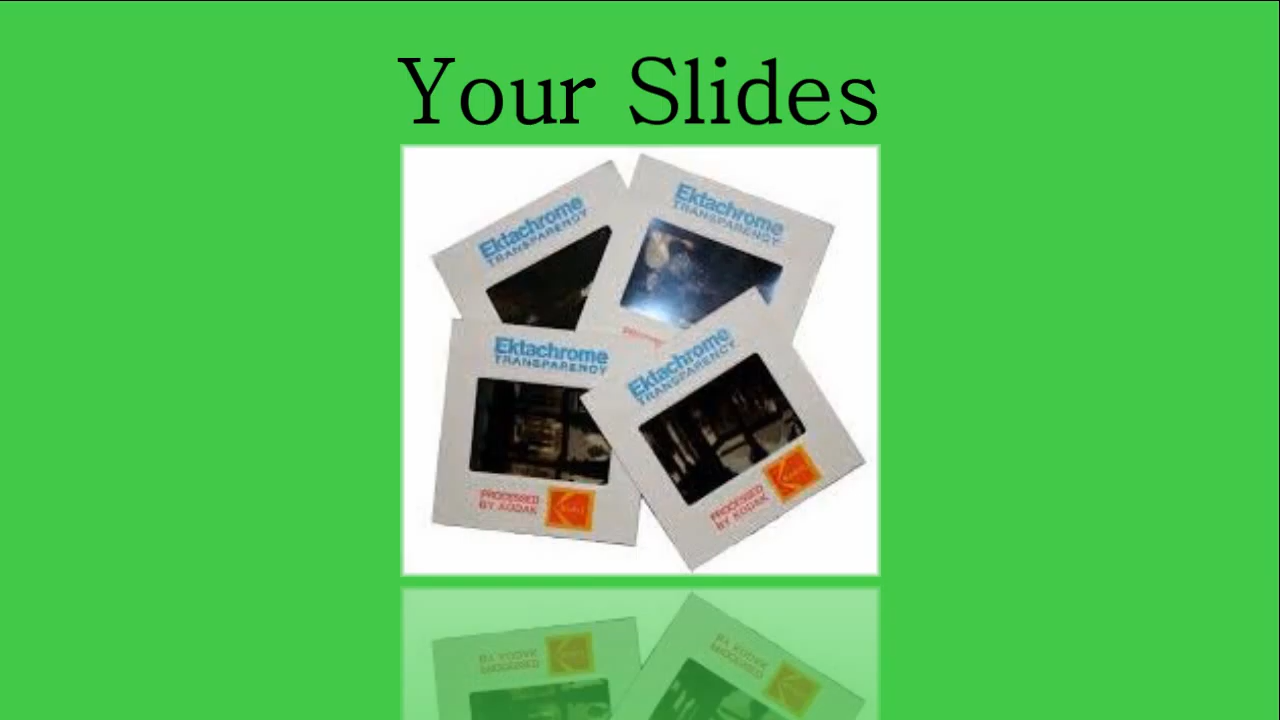 Your Slides
Ektachrome
TRANSPARENCY
Ektachrome
TRANSPARENCY
Ektachrome
TRANSPARENCY
PROCESSED
BY KODAK
Ektachrome
TRANSPARENCY
PROCESSED
BY KODAK